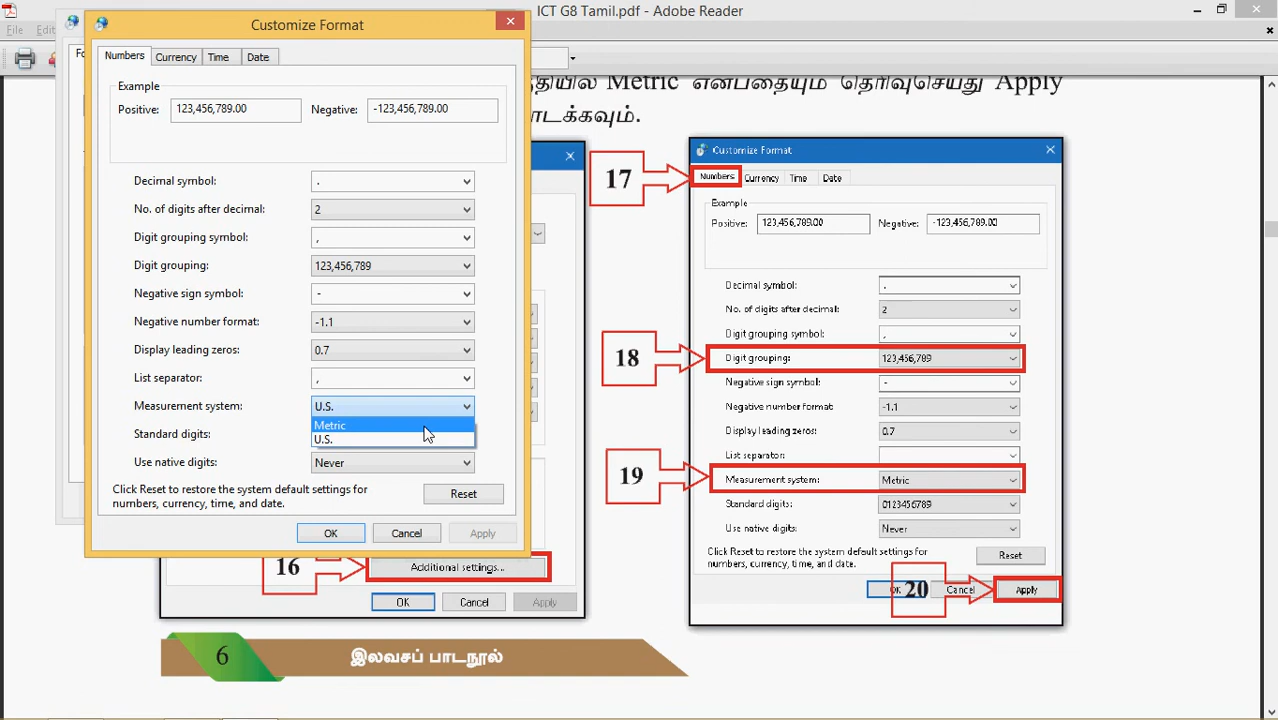 ICT G8 Tamil.pdf - Adobe Reader
File
Customize Format
Numbers Currency Time Date
Example
Positive: 123,456,789.00 Negative: -123,456,789.00
Decimal symbol: .
No. of digits after decimal: 2
Digit grouping symbol: ,
Digit grouping: 123,456,789
Negative sign symbol: -
Negative number format: -1.1
Display leading zeros: 0.7
List separator: ,
Measurement system: U.S.
Metric
U.S.
Standard digits:
Use native digits: Never
Click Reset to restore the system default settings for
numbers, currency, time, and date.
Reset
OK Cancel Apply
Metric என்பதையும் தெரிவுசெய்து Apply
16
Additional settings...
OK Cancel Apply
17
Customize Format
Numbers Currency Time Date
Example
Positive: 123,456,789.00 Negative: -123,456,789.00
Decimal symbol: .
No. of digits after decimal: 2
Digit grouping symbol: ,
18
Digit grouping: 123,456,789
Negative sign symbol: -
Negative number format: -1.1
Display leading zeros: 0.7
List separator: ,
19
Measurement system: Metric
Standard digits: 0123456789
Use native digits: Never
Click Reset to restore the system default settings for
numbers, currency, time, and date.
Reset
20
Cancel Apply
6 இலவசப் பாடநூல்